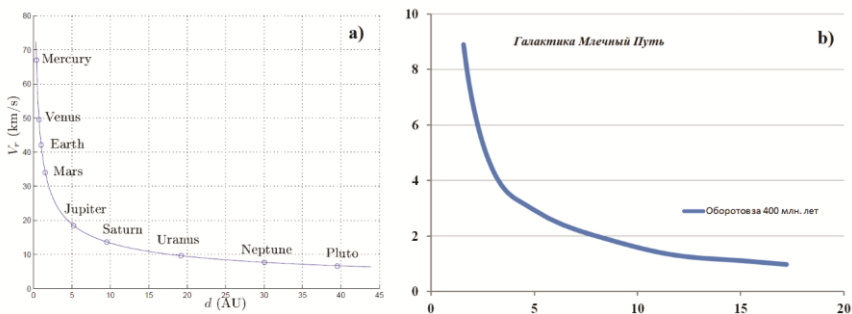 a)
80
70
60
50
40
30
20
10
0
V_r (km/s)
Mercury
Venus
Earth
Mars
Jupiter
Saturn
Uranus
Neptune
Pluto
0 5 10 15 20 25 30 35 40 45
d (AU)
b)
Галактика Млечный Путь
10
8
6
4
2
0
Оборотов за 400 млн. лет
0 5 10 15 20